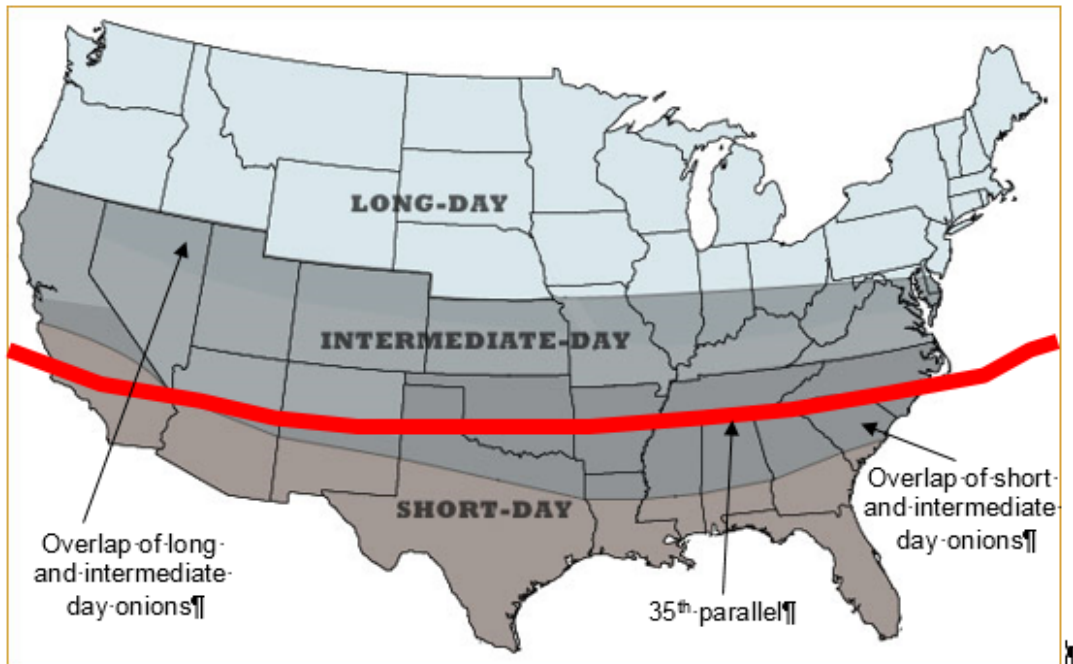 LONG-DAY
INTERMEDIATE-DAY
SHORT-DAY
Overlap·of·long·
and·intermediate·
day·onions¶
35th·parallel¶
Overlap·of·short·
and·intermediate·
day·onions¶